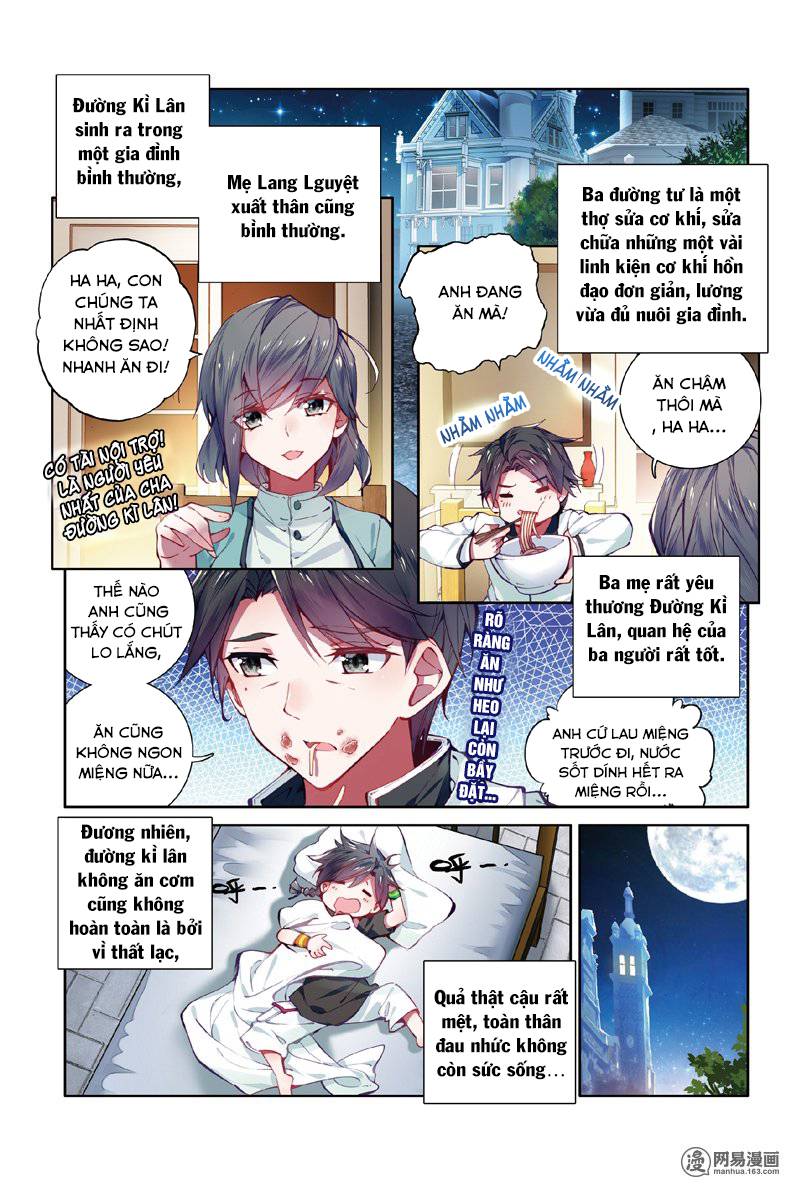 Đường Kì Lân
sinh ra trong
một gia đình
bình thường,
Mẹ Lang Lguyệt
xuất thân cũng
bình thường.
Ba đường tư là một
thợ sửa cơ khí, sửa
chữa những một vài
linh kiện cơ khí hồn
đạo đơn giản, lương
vừa đủ nuôi gia đình.
HA HA, CON
CHÚNG TA
NHẤT ĐỊNH
KHÔNG SAO!
NHANH ĂN ĐI!
CÓ TÀI NỘI TRỢ!
LÀ NGƯỜI YÊU
NHẤT CỦA CHA
ĐƯỜNG KÌ LÂN!
ANH ĐANG
ĂN MÀ!
NHẰM NHẰM
NHẰM NHẰM
ĂN CHẬM
THÔI MÀ
, HA HA...
Ba mẹ rất yêu
thương Đường Kì
Lân, quan hệ của
ba người rất tốt.
THẾ NÀO
ANH CŨNG
THẤY CÓ CHÚT
LO LẮNG,
ĂN CŨNG
KHÔNG NGON
MIỆNG NỮA...
RÕ
RÀNG
ĂN NHƯ
HEO
LẠI
CÒN
BẦY
ĐẶT...
ANH CỨ LAU MIỆNG
TRƯỚC ĐI, NƯỚC
SỐT DÍNH HẾT RA
MIỆNG RỒI...
Đương nhiên,
đường kì lân
không ăn cơm
cũng không
hoàn toàn là bởi
vì thất lạc,
呼...
呼...
Quả thật cậu rất
mệt, toàn thân
đau nhức không
còn sức sống...
漫 网易漫画
manhua.163.com